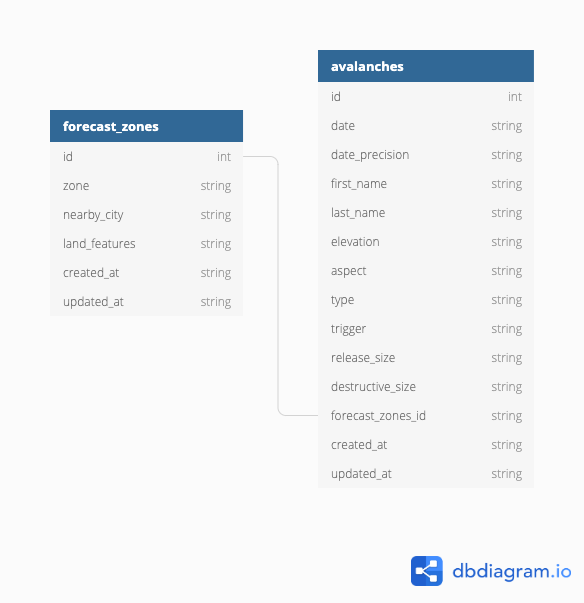 forecast_zones
id int
zone string
nearby_city string
land_features string
created_at string
updated_at string
avalanches
id int
date string
date_precision string
first_name string
last_name string
elevation string
aspect string
type string
trigger string
release_size string
destructive_size string
forecast_zones_id string
created_at string
updated_at string
dbdiagram.io